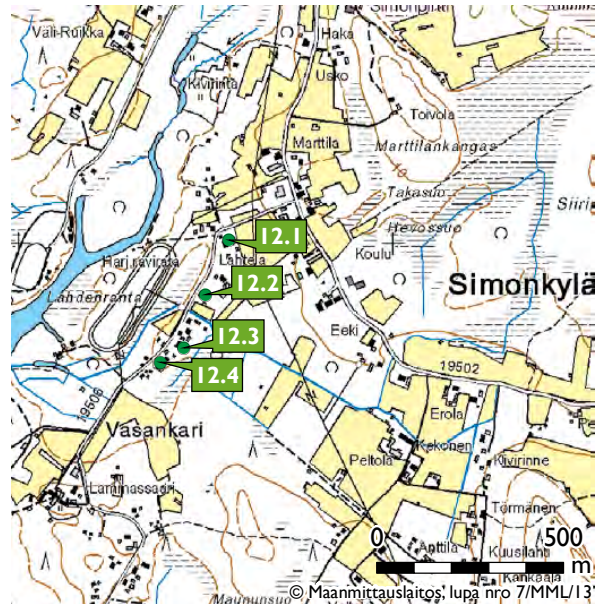 Simonpirtti
Väli-Ruikka
Haka
Kivirinta
Usko
Toivola
Marttila
Marttilankangas
Takasuo
Siiri
Hevossuo
12.1
Lahtela
Koulu
Harj.ravirata
12.2
Simonkylä
Lahdenranta
Eeki
12.3
19502
12.4
19506
Erola
Vasankari
Kekonen
Peltola
Kivirinne
Laminassaari
Törmänen
0 500
m
Anttila
Kuusilahti
Kankaala
Maununsuo
© Maanmittauslaitos, lupa nro 7/MML/13